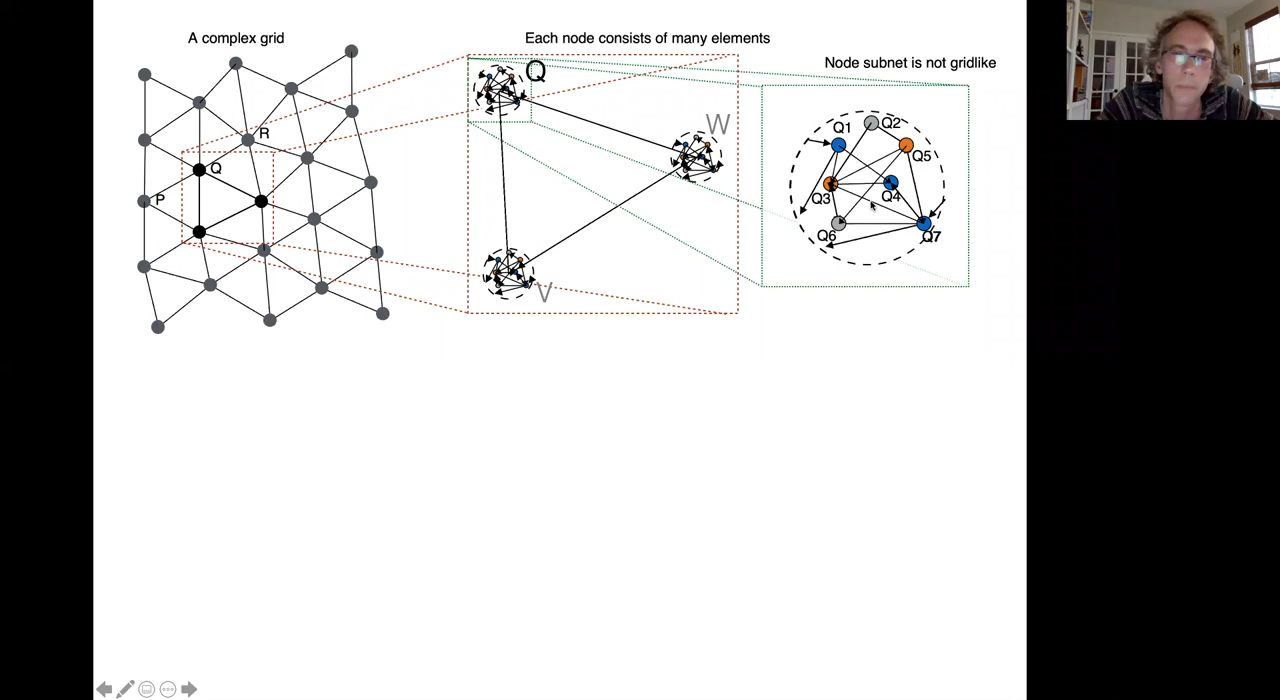 A complex grid
Each node consists of many elements
Node subnet is not gridlike
R
Q
P
Q
W
V
Q1
Q2
Q5
Q3
Q4
Q6
Q7